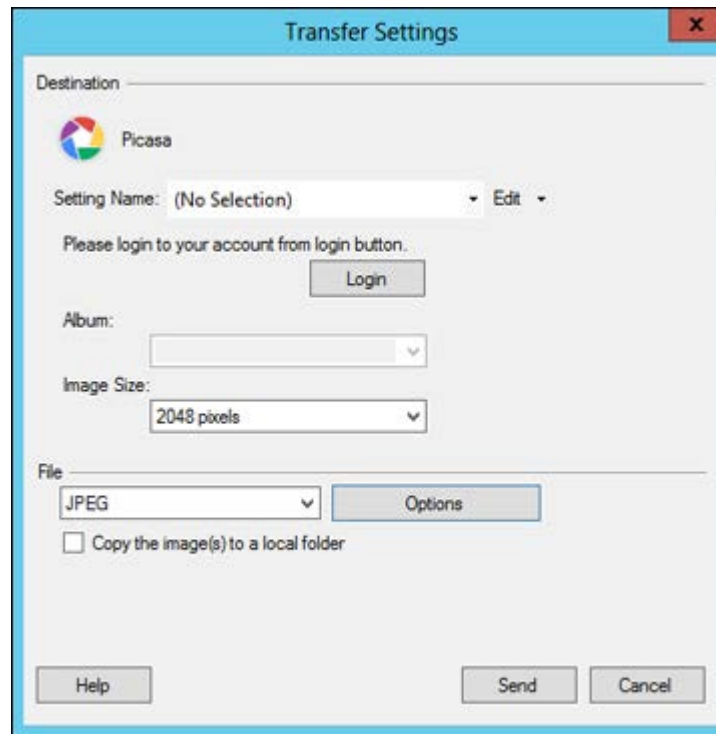 Transfer Settings
x
Destination
Picasa
Setting Name: (No Selection) Edit
Please login to your account from login button.
Login
Album:
Image Size:
2048 pixels
File
JPEG Options
Copy the image(s) to a local folder
Help Send Cancel